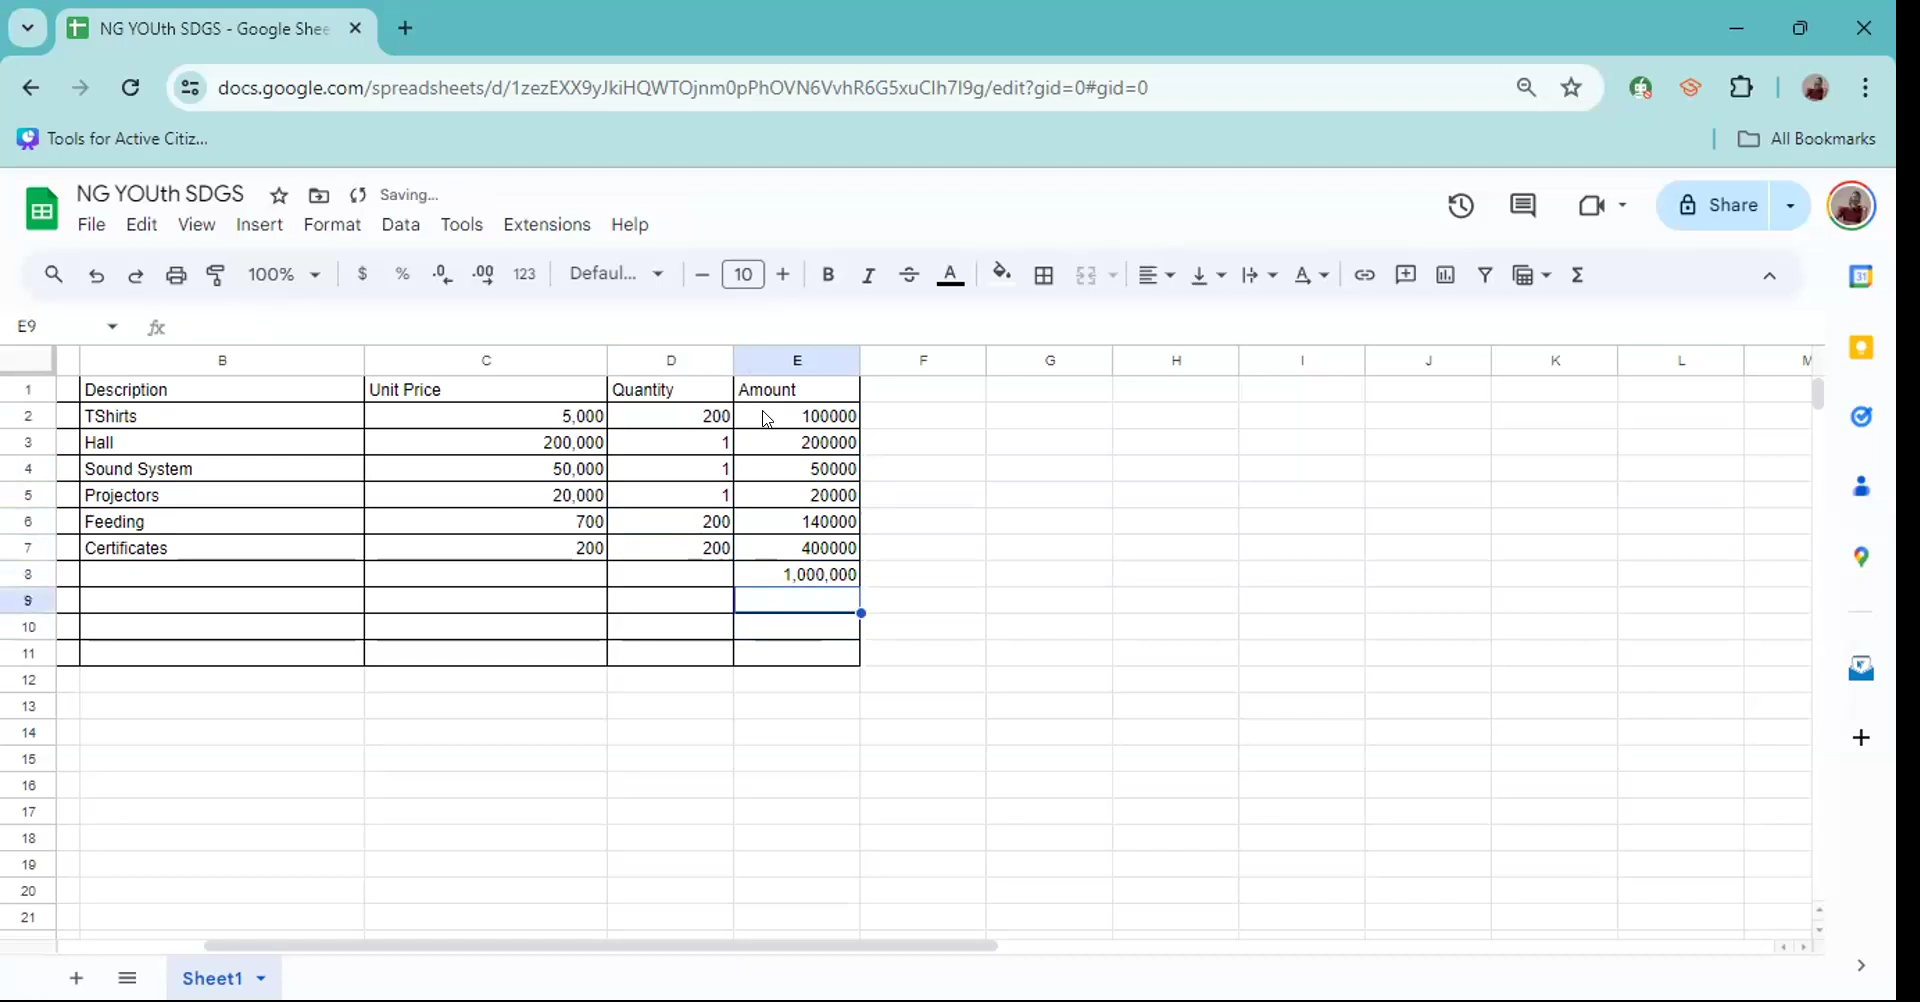 NG YOUth SDGS - Google Shee
docs.google.com/spreadsheets/d/1zezEXX9yJkiHQWTOjnm0pPhOVN6VvhR6G5xuCIh7I9g/edit?gid=0#gid=0
Tools for Active Citiz...
All Bookmarks
NG YOUth SDGS
Saving...
File Edit View Insert Format Data Tools Extensions Help
Share
100%
$ % .0 .00 123
Defaul...
10
B I A
E9
fx
B C D E F G H I J K L M
1 Description Unit Price Quantity Amount
2 TShirts 5,000 200 100000
3 Hall 200,000 1 200000
4 Sound System 50,000 1 50000
5 Projectors 20,000 1 20000
6 Feeding 700 200 140000
7 Certificates 200 200 400000
8 1,000,000
9
10
11
12
13
14
15
16
17
18
19
20
21
Sheet1
31